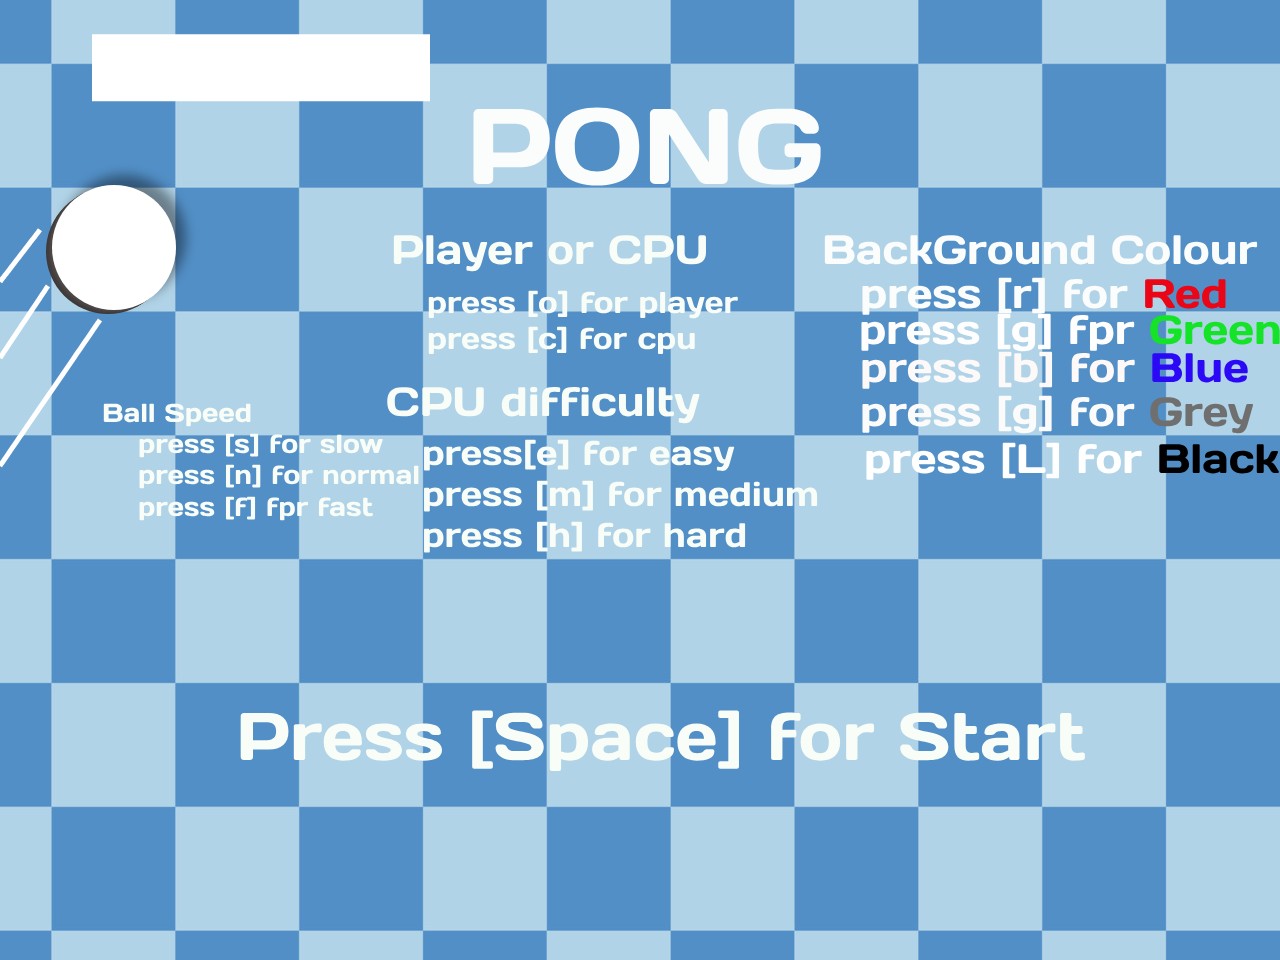 PONG
Player or CPU
press [o] for player
press [c] for cpu
CPU difficulty
press[e] for easy
press [m] for medium
press [h] for hard
BackGround Colour
press [r] for Red
press [g] fpr Green
press [b] for Blue
press [g] for Grey
press [L] for Black
Ball Speed
press [s] for slow
press [n] for normal
press [f] fpr fast
Press [Space] for Start